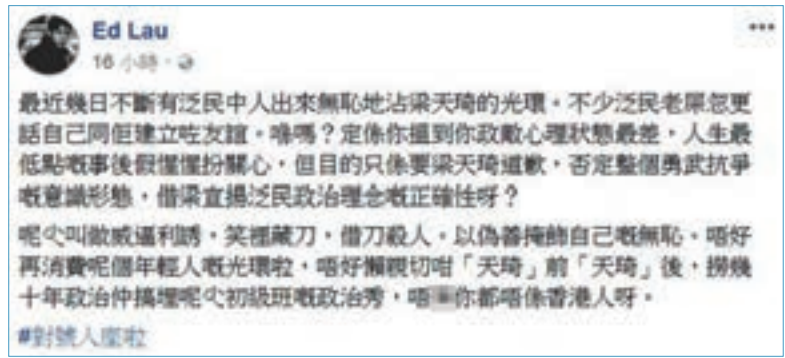 Ed Lau
16 小時
最近幾日不斷有泛民中人出來無恥地沾梁天琦的光環。不少泛民老屎忽更
話自己同佢建立咗友誼。喺嗎？定係你搵到你政敵心理狀態最差，人生最
低點嘅事後假惺惺扮關心，但目的只係要梁天琦道歉，否定整個勇武抗爭
嘅意識形態，借梁宣揚泛民政治理念嘅正確性呀？
呢尐叫做威逼利誘，笑裡藏刀，借刀殺人，以偽善掩飾自己嘅無恥。唔好
再消費呢個年輕人嘅光環啦，唔好懶親切咁「天琦」前「天琦」後，撈幾
十年政治仲搞埋呢尐初級班嘅政治秀，唔 你都唔係香港人呀。
#對號入座啦